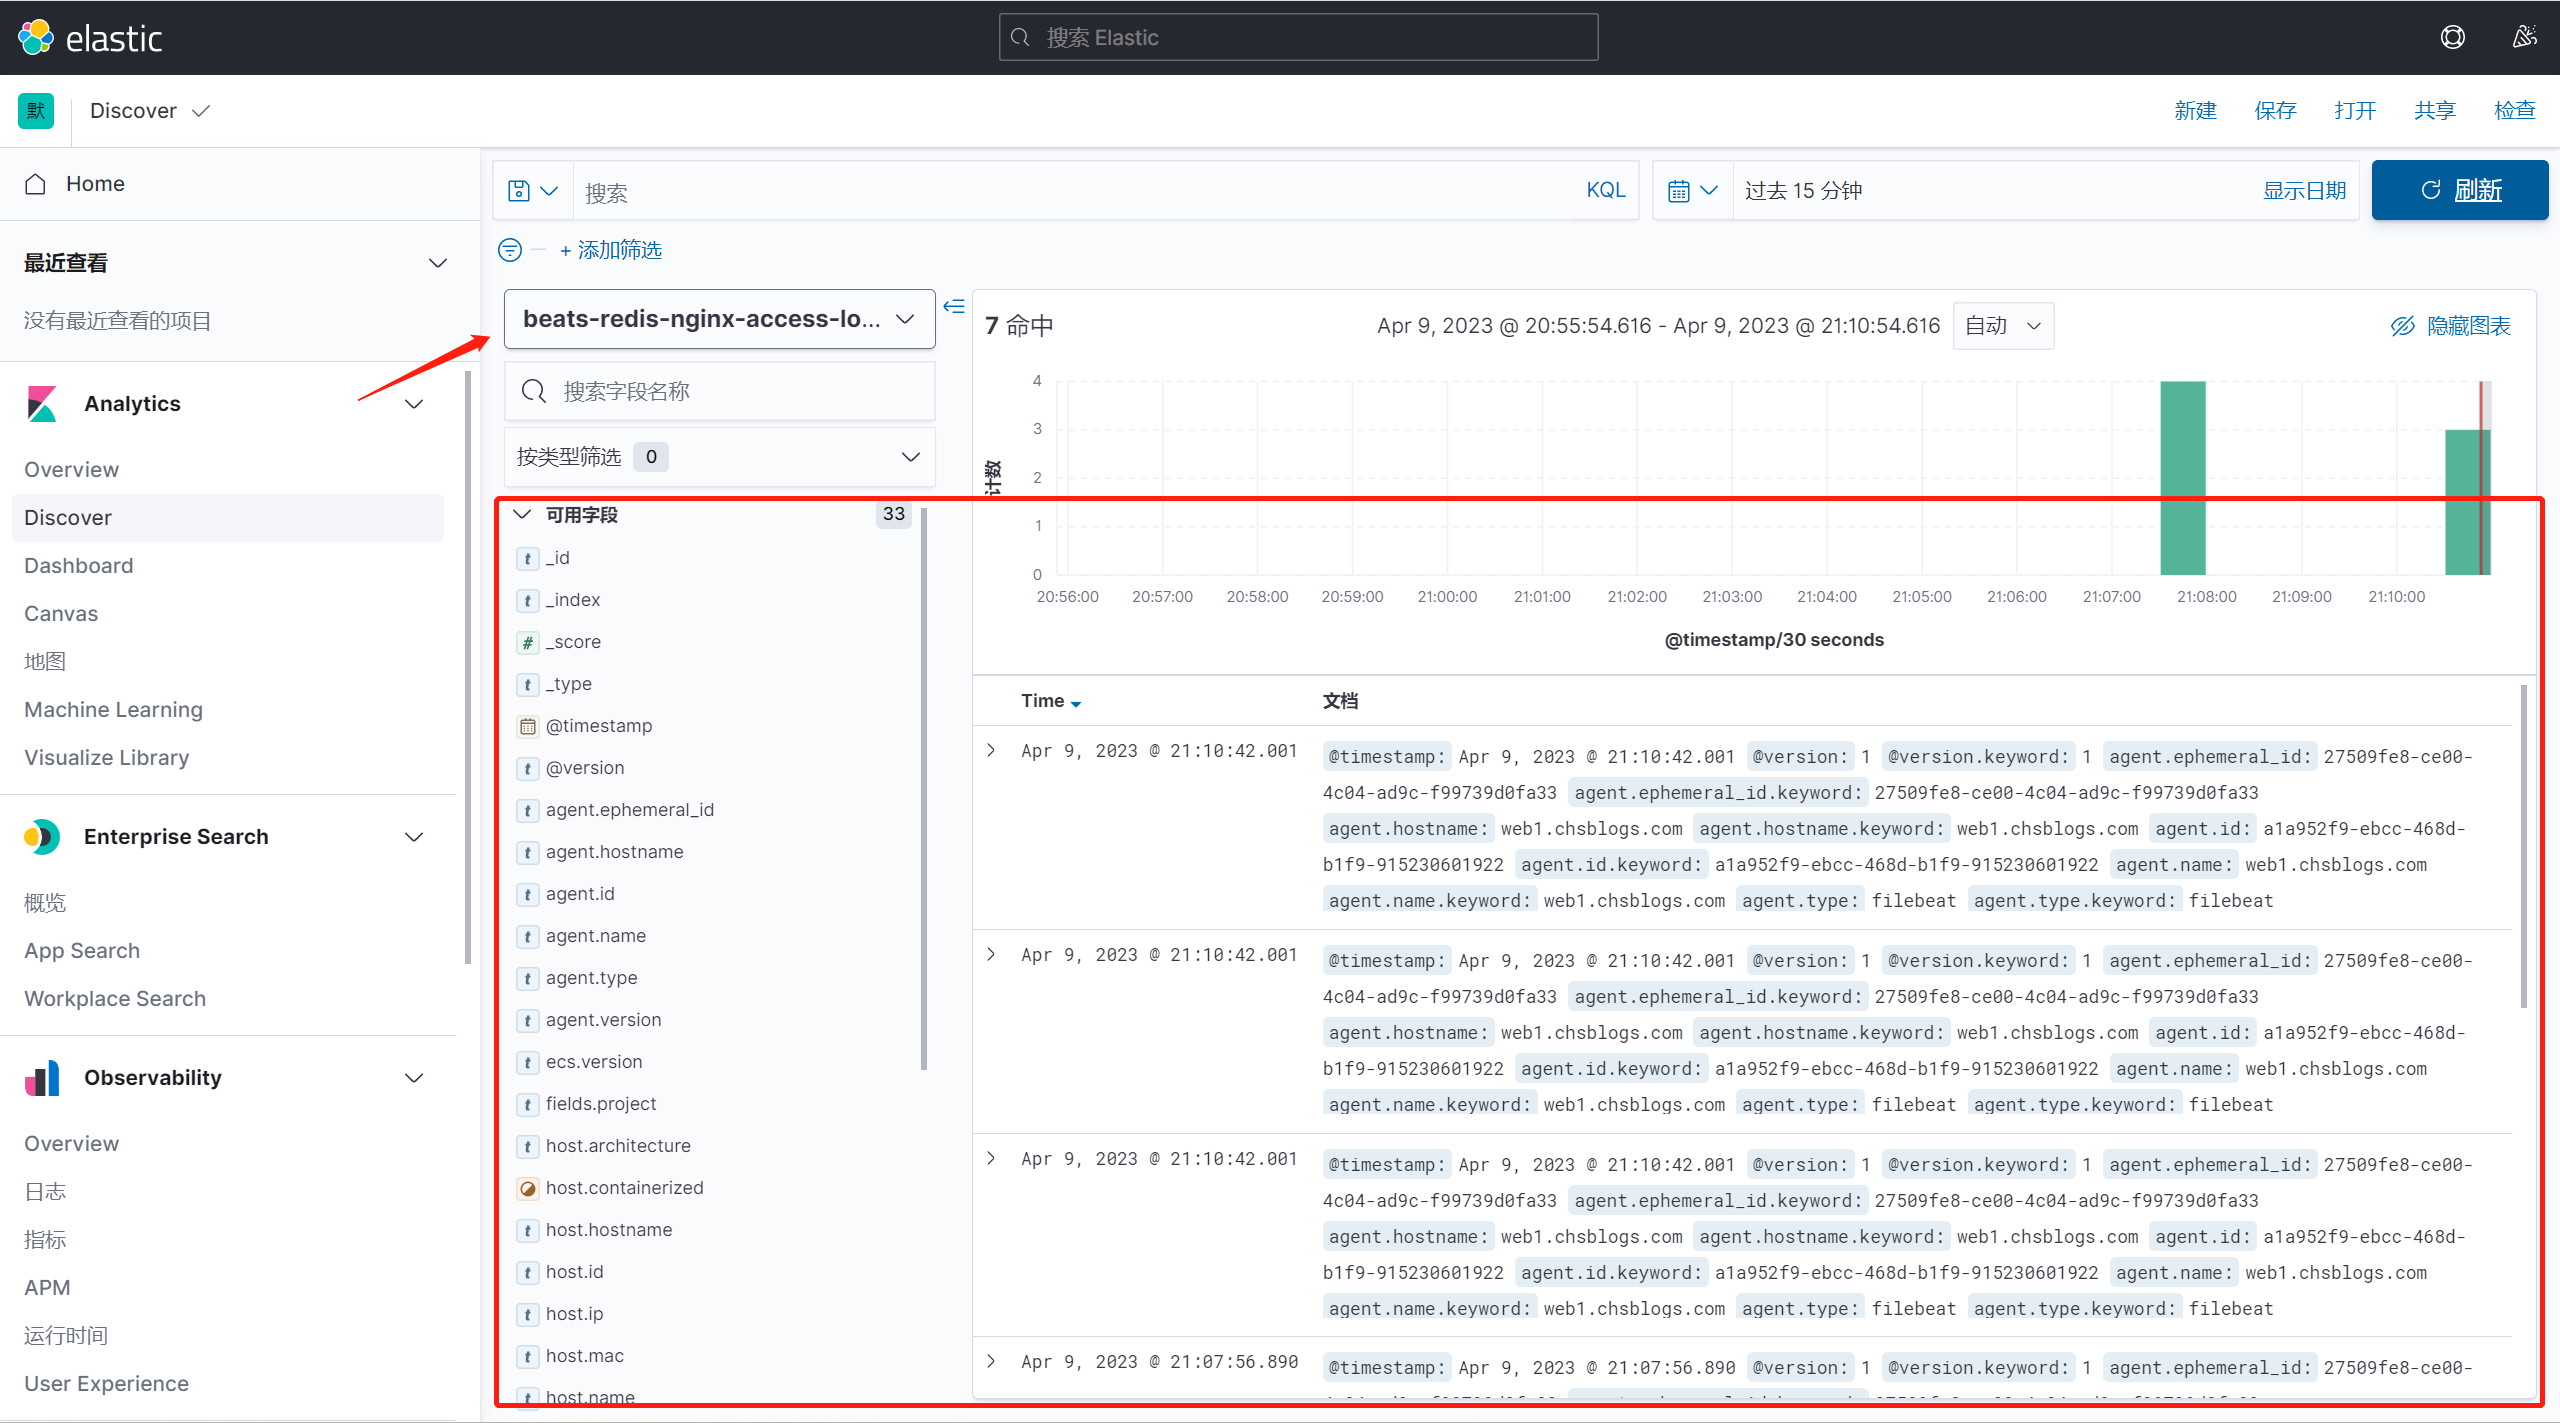 elastic
搜索 Elastic
默
Discover
新建
保存
打开
共享
检查
Home
最近查看
没有最近查看的项目
Analytics
Overview
Discover
Dashboard
Canvas
地图
Machine Learning
Visualize Library
Enterprise Search
概览
App Search
Workplace Search
Observability
Overview
日志
指标
APM
运行时间
User Experience
搜索
KQL
过去 15 分钟
显示日期
刷新
+ 添加筛选
beats-redis-nginx-access-lo...
搜索字段名称
按类型筛选 0
可用字段 33
_id
_index
_score
_type
@timestamp
@version
agent.ephemeral_id
agent.hostname
agent.id
agent.name
agent.type
agent.version
ecs.version
fields.project
host.architecture
host.containerized
host.hostname
host.id
host.ip
host.mac
host.name
7 命中
Apr 9, 2023 @ 20:55:54.616 - Apr 9, 2023 @ 21:10:54.616
自动
隐藏图表
计数
4
3
2
1
0
20:56:00 20:57:00 20:58:00 20:59:00 21:00:00 21:01:00 21:02:00 21:03:00 21:04:00 21:05:00 21:06:00 21:07:00 21:08:00 21:09:00 21:10:00
@timestamp/30 seconds
Time 文档
Apr 9, 2023 @ 21:10:42.001 @timestamp: Apr 9, 2023 @ 21:10:42.001 @version: 1 @version.keyword: 1 agent.ephemeral_id: 27509fe8-ce00-
4c04-ad9c-f99739d0fa33 agent.ephemeral_id.keyword: 27509fe8-ce00-4c04-ad9c-f99739d0fa33
agent.hostname: web1.chsblogs.com agent.hostname.keyword: web1.chsblogs.com agent.id: a1a952f9-ebcc-468d-
b1f9-915230601922 agent.id.keyword: a1a952f9-ebcc-468d-b1f9-915230601922 agent.name: web1.chsblogs.com
agent.name.keyword: web1.chsblogs.com agent.type: filebeat agent.type.keyword: filebeat
Apr 9, 2023 @ 21:10:42.001 @timestamp: Apr 9, 2023 @ 21:10:42.001 @version: 1 @version.keyword: 1 agent.ephemeral_id: 27509fe8-ce00-
4c04-ad9c-f99739d0fa33 agent.ephemeral_id.keyword: 27509fe8-ce00-4c04-ad9c-f99739d0fa33
agent.hostname: web1.chsblogs.com agent.hostname.keyword: web1.chsblogs.com agent.id: a1a952f9-ebcc-468d-
b1f9-915230601922 agent.id.keyword: a1a952f9-ebcc-468d-b1f9-915230601922 agent.name: web1.chsblogs.com
agent.name.keyword: web1.chsblogs.com agent.type: filebeat agent.type.keyword: filebeat
Apr 9, 2023 @ 21:10:42.001 @timestamp: Apr 9, 2023 @ 21:10:42.001 @version: 1 @version.keyword: 1 agent.ephemeral_id: 27509fe8-ce00-
4c04-ad9c-f99739d0fa33 agent.ephemeral_id.keyword: 27509fe8-ce00-4c04-ad9c-f99739d0fa33
agent.hostname: web1.chsblogs.com agent.hostname.keyword: web1.chsblogs.com agent.id: a1a952f9-ebcc-468d-
b1f9-915230601922 agent.id.keyword: a1a952f9-ebcc-468d-b1f9-915230601922 agent.name: web1.chsblogs.com
agent.name.keyword: web1.chsblogs.com agent.type: filebeat agent.type.keyword: filebeat
Apr 9, 2023 @ 21:07:56.890 @timestamp: Apr 9, 2023 @ 21:07:56.890 @version: 1 @version.keyword: 1 agent.ephemeral_id: 27509fe8-ce00-